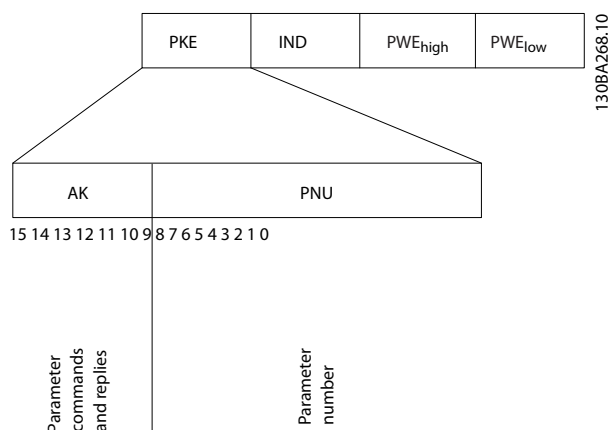 PKE IND PWEhigh PWElow
130BA268.10
AK PNU
15 14 13 12 11 10 9 8 7 6 5 4 3 2 1 0
Parameter
commands
and replies
Parameter
number